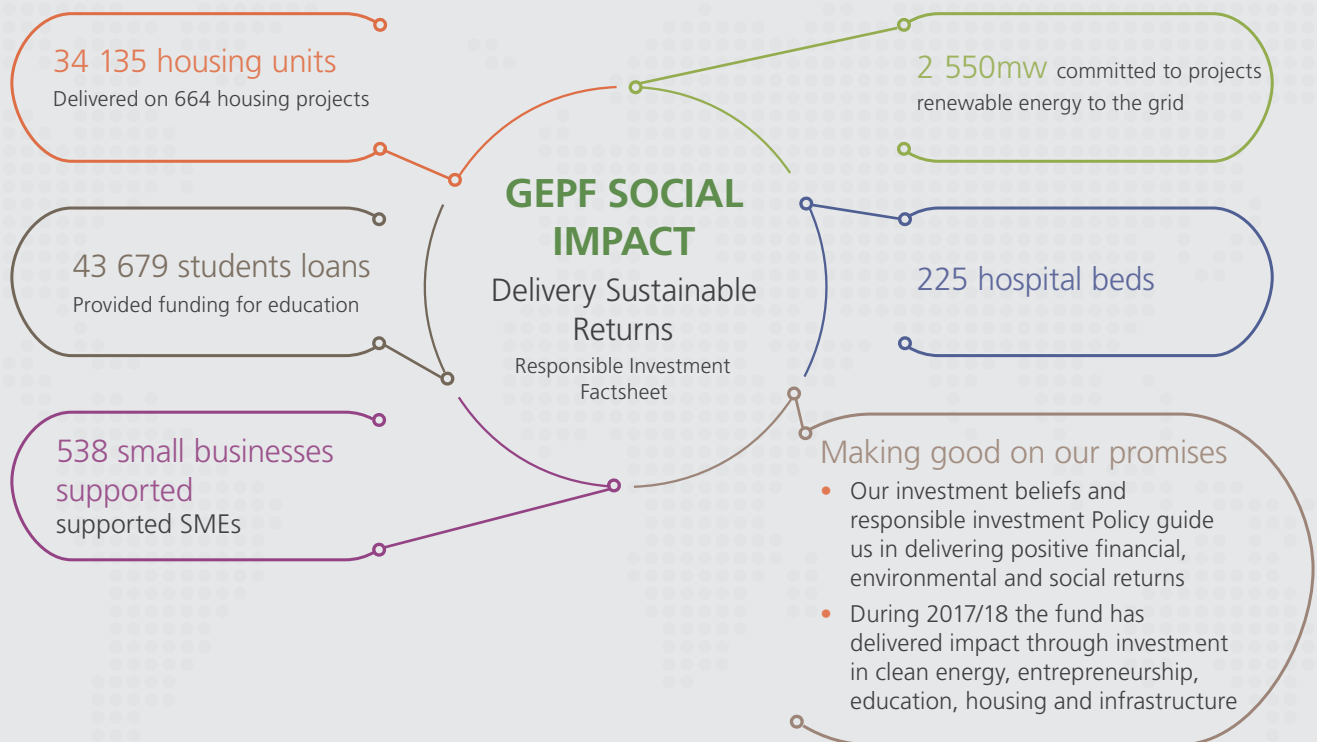 34 135 housing units
Delivered on 664 housing projects
43 679 students loans
Provided funding for education
538 small businesses
supported
supported SMEs
GEPF SOCIAL
IMPACT
Delivery Sustainable
Returns
Responsible Investment
Factsheet
2 550mw committed to projects
renewable energy to the grid
225 hospital beds
Making good on our promises
• Our investment beliefs and
responsible investment Policy guide
us in delivering positive financial,
environmental and social returns
• During 2017/18 the fund has
delivered impact through investment
in clean energy, entrepreneurship,
education, housing and infrastructure